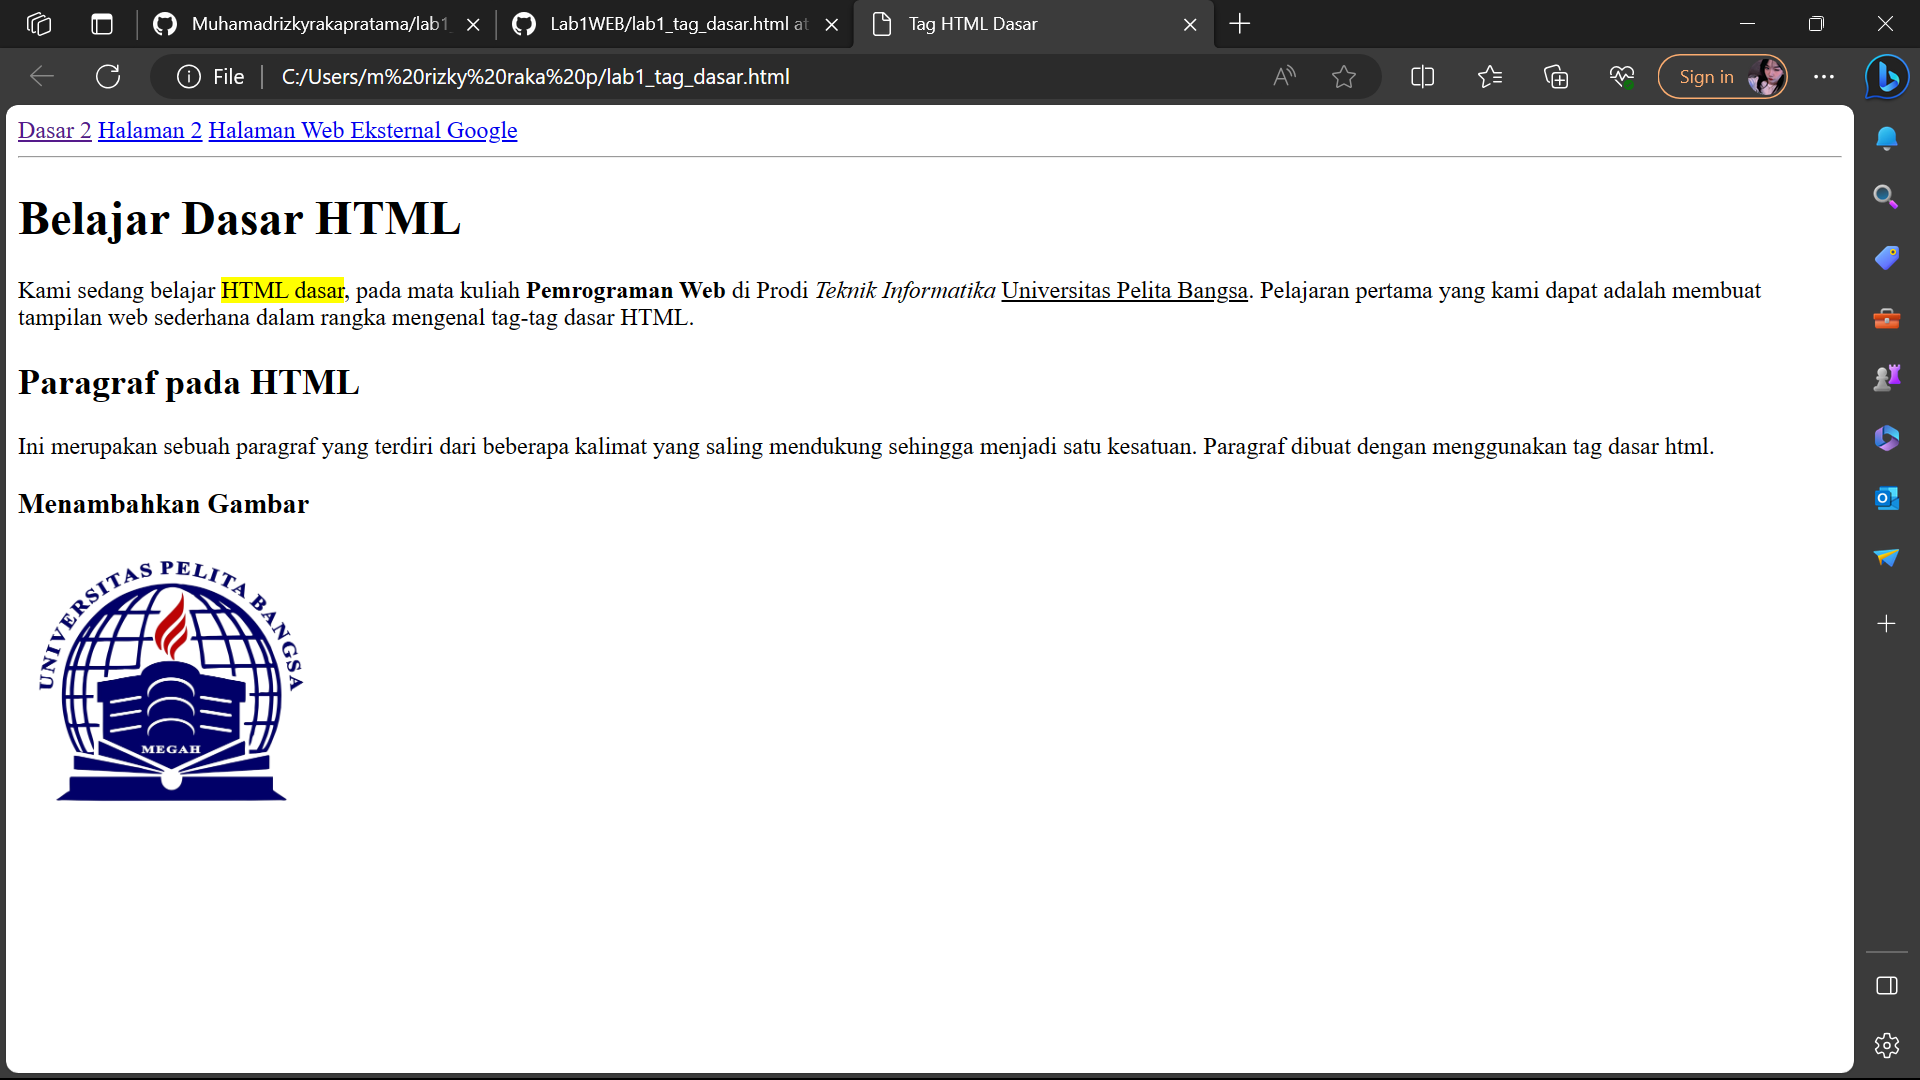 Muhamadrizkyrakapratama/lab1
Lab1WEB/lab1_tag_dasar.html at
Tag HTML Dasar
File
C:/Users/m%20rizky%20raka%20p/lab1_tag_dasar.html
Sign in
Dasar 2 Halaman 2 Halaman Web Eksternal Google
Belajar Dasar HTML
Kami sedang belajar HTML dasar, pada mata kuliah Pemrograman Web di Prodi Teknik Informatika Universitas Pelita Bangsa. Pelajaran pertama yang kami dapat adalah membuat
tampilan web sederhana dalam rangka mengenal tag-tag dasar HTML.
Paragraf pada HTML
Ini merupakan sebuah paragraf yang terdiri dari beberapa kalimat yang saling mendukung sehingga menjadi satu kesatuan. Paragraf dibuat dengan menggunakan tag dasar html.
Menambahkan Gambar
UNIVERSITAS PELITA BANGSA
MEGAH